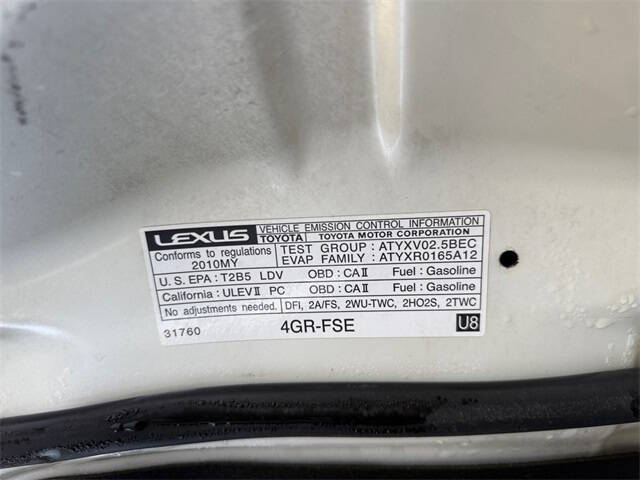 LEXUS VEHICLE EMISSION CONTROL INFORMATION
TOYOTA TOYOTA MOTOR CORPORATION
Conforms to regulations 2010MY
TEST GROUP : ATYXV02.5BEC
EVAP FAMILY : ATYXR0165A12
U.S. EPA : T2B5 LDV OBD : CAⅡ Fuel : Gasoline
California : ULEVⅡ PC OBD : CAⅡ Fuel : Gasoline
No adjustments needed. DFI, 2A/FS, 2WU-TWC, 2HO2S, 2TWC
31760 4GR-FSE U8